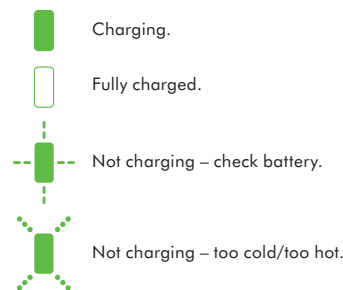 Charging.
Fully charged.
Not charging – check battery.
Not charging – too cold/too hot.